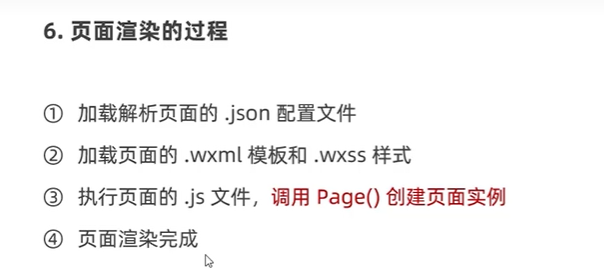 6. 页面渲染的过程
① 加载解析页面的 .json 配置文件
② 加载页面的 .wxml 模板和 .wxss 样式
③ 执行页面的 .js 文件，调用 Page() 创建页面实例
④ 页面渲染完成